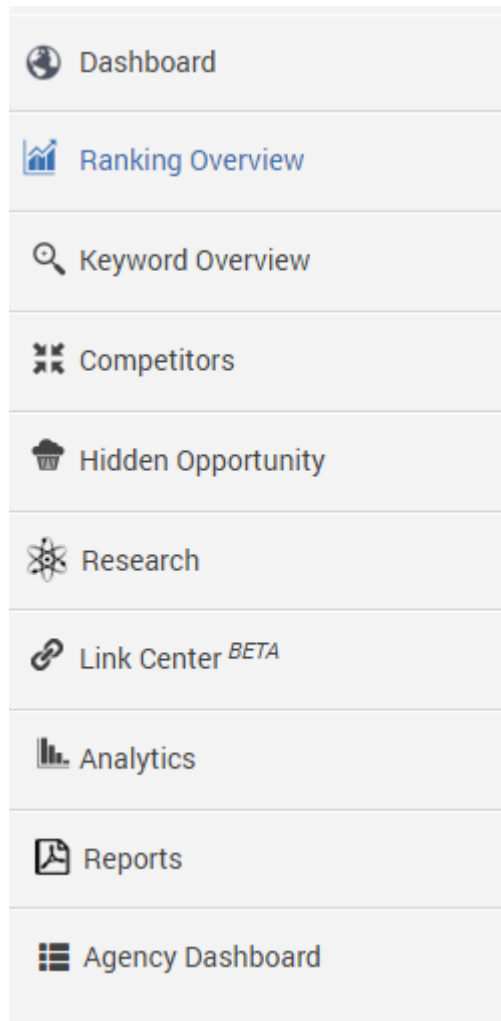 Dashboard
Ranking Overview
Keyword Overview
Competitors
Hidden Opportunity
Research
Link Center BETA
Analytics
Reports
Agency Dashboard